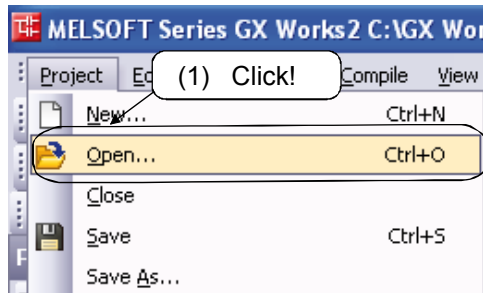 MELSOFT Series GX Works2 C:\GX Wor
Project Ed (1) Click! Compile View
New... Ctrl+N
Open... Ctrl+O
Close
Save Ctrl+S
Save As...